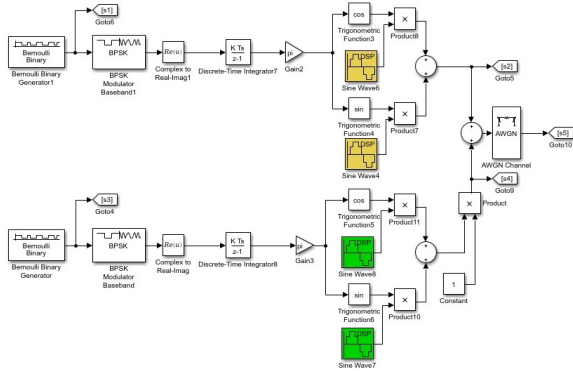 [s1]
Goto6
Bernoulli
Binary
Bernoulli Binary
Generator1
BPSK
BPSK
Modulator
Baseband1
Re(u)
Complex to
Real-Imag1
K Ts
z-1
Discrete-Time Integrator7
pi
Gain2
cos
Trigonometric
Function3
×
Product8
DSP
Sine Wave6
sin
Trigonometric
Function4
×
Product7
DSP
Sine Wave4
+
+
[s2]
Goto5
+
+
AWGN
AWGN Channel
[s5]
Goto10
[s4]
Goto9
×
Product
1
Constant
[s3]
Goto4
Bernoulli
Binary
Bernoulli Binary
Generator
BPSK
BPSK
Modulator
Baseband
Re(u)
Complex to
Real-Imag
K Ts
z-1
Discrete-Time Integrator8
pi
Gain3
cos
Trigonometric
Function5
×
Product11
DSP
Sine Wave8
sin
Trigonometric
Function6
×
Product10
DSP
Sine Wave7
+
+